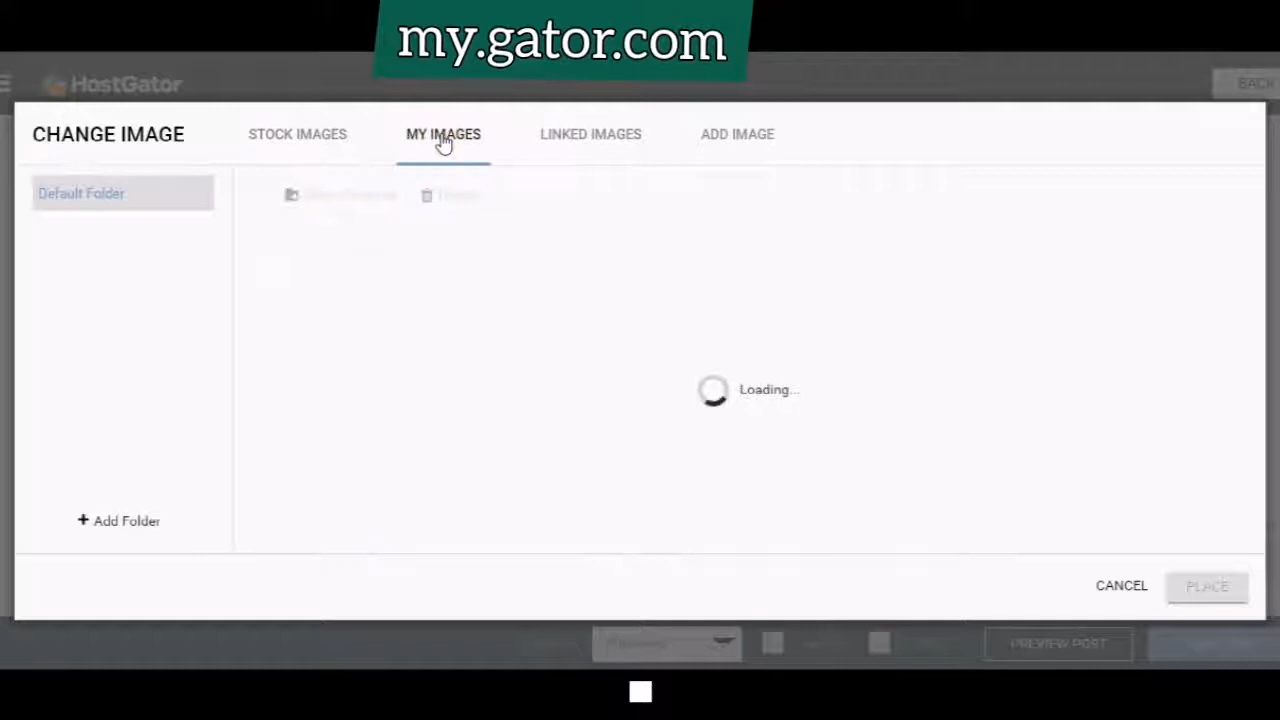 my.gator.com
HostGator
BACK
CHANGE IMAGE
STOCK IMAGES
MY IMAGES
LINKED IMAGES
ADD IMAGE
Default Folder
Loading...
+ Add Folder
CANCEL
PLACE
PREVIEW POST